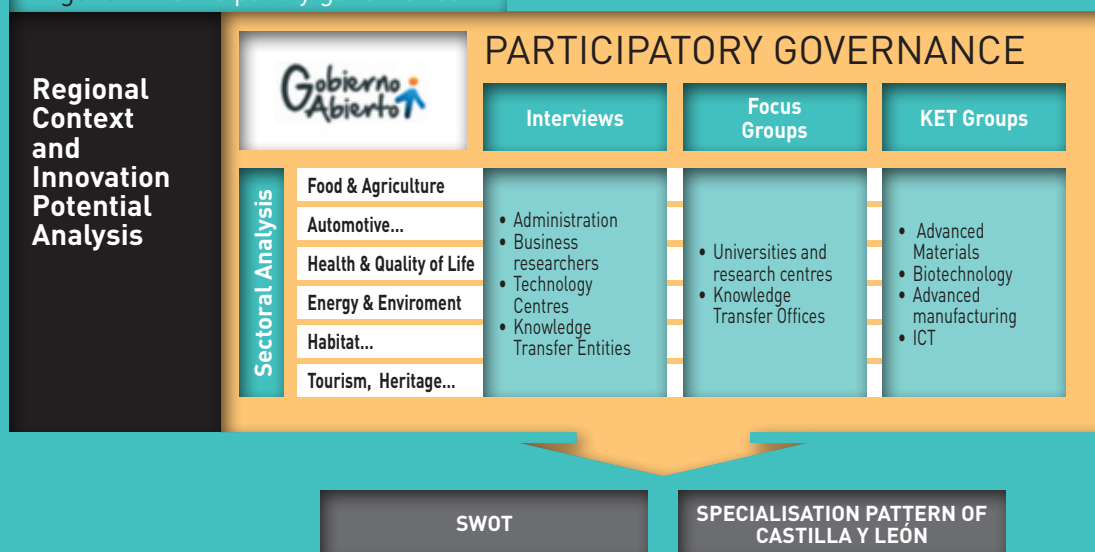 PARTICIPATORY GOVERNANCE
Regional
Context
and
Innovation
Potential
Analysis
Gobierno
Abierto
Interviews
Focus
Groups
KET Groups
Sectoral Analysis
Food & Agriculture
Automotive...
Health & Quality of Life
Energy & Enviroment
Habitat...
Tourism, Heritage...
• Administration
• Business
researchers
• Technology
Centres
• Knowledge
Transfer Entities
• Universities and
research centres
• Knowledge
Transfer Offices
• Advanced
Materials
• Biotechnology
• Advanced
manufacturing
• ICT
SWOT
SPECIALISATION PATTERN OF
CASTILLA Y LEÓN